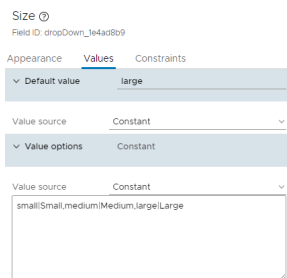 Size
Field ID: dropDown_1e4ad8b9
Appearance Values Constraints
Default value large
Value source Constant
Value options Constant
Value source Constant
small|Small,medium|Medium,large|Large